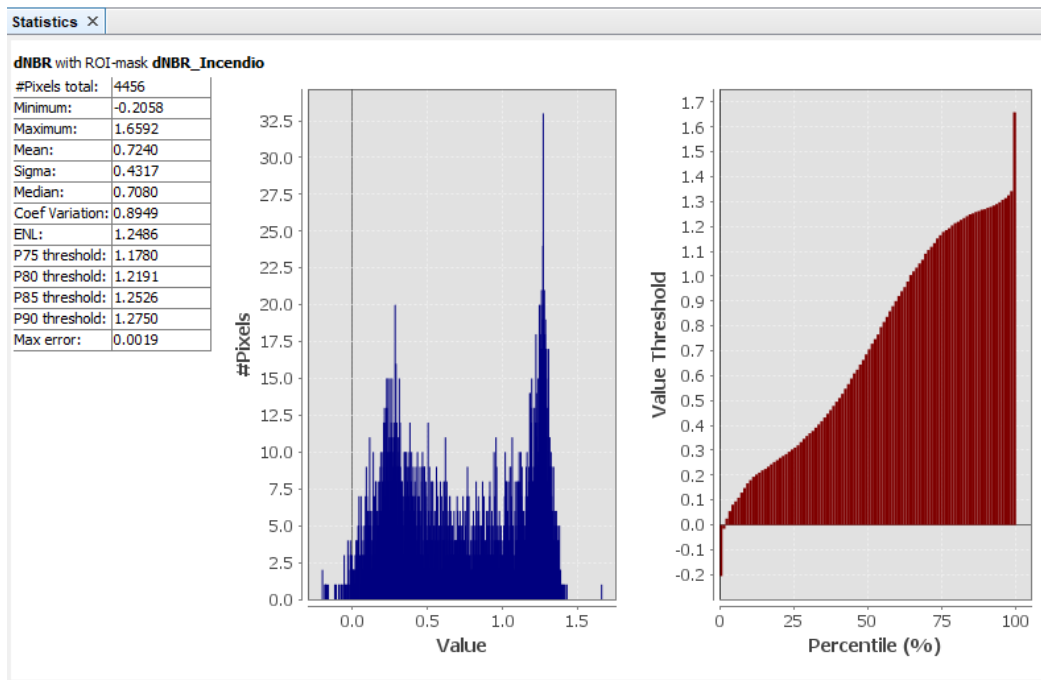 Statistics ×
dNBR with ROI-mask dNBR_Incendio
#Pixels total: 4456
Minimum: -0.2058
Maximum: 1.6592
Mean: 0.7240
Sigma: 0.4317
Median: 0.7080
Coef Variation: 0.8949
ENL: 1.2486
P75 threshold: 1.1780
P80 threshold: 1.2191
P85 threshold: 1.2526
P90 threshold: 1.2750
Max error: 0.0019
#Pixels
32.5
30.0
27.5
25.0
22.5
20.0
17.5
15.0
12.5
10.0
7.5
5.0
2.5
0.0
0.0 0.5 1.0 1.5
Value
Value Threshold
1.7
1.6
1.5
1.4
1.3
1.2
1.1
1.0
0.9
0.8
0.7
0.6
0.5
0.4
0.3
0.2
0.1
0.0
-0.1
-0.2
0 25 50 75 100
Percentile (%)